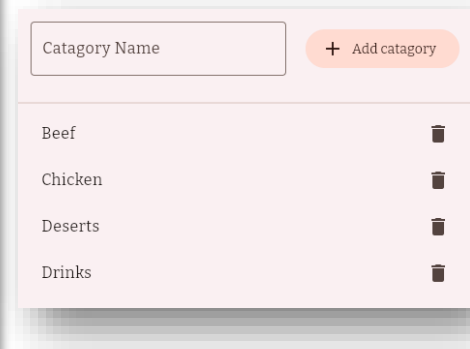 Catagory Name
Add catagory
Beef
Chicken
Deserts
Drinks